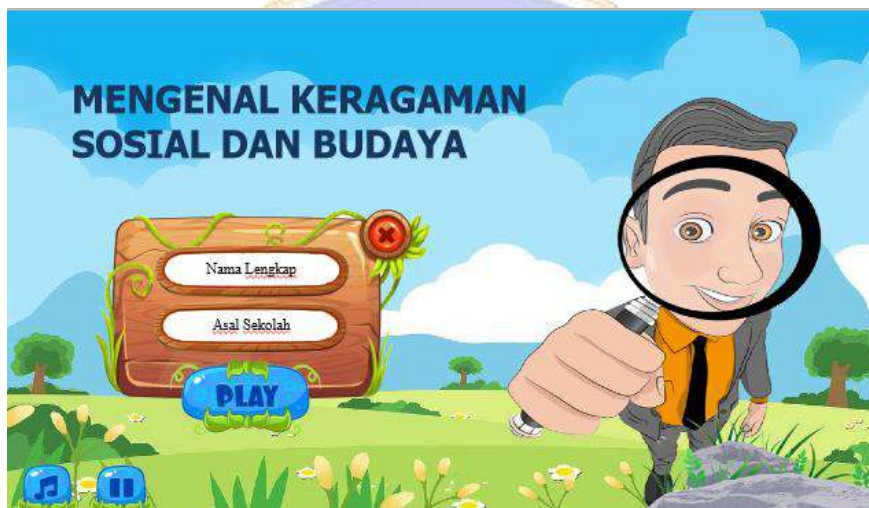 MENGENAL KERAGAMAN
SOSIAL DAN BUDAYA
Nama Lengkap
Asal Sekolah
PLAY